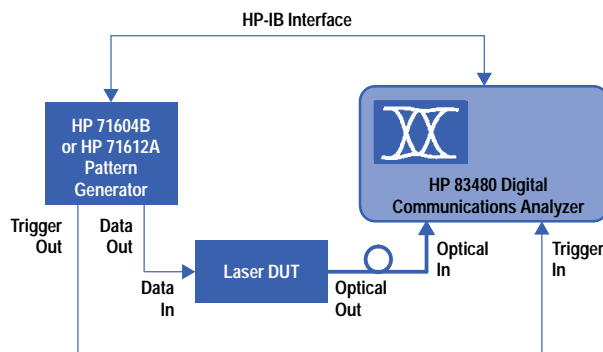 HP-IB Interface
HP 71604B
or HP 71612A
Pattern
Generator
HP 83480 Digital
Communications Analyzer
Trigger
Out
Data
Out
Data
In
Laser DUT
Optical
Out
Optical
In
Trigger
In